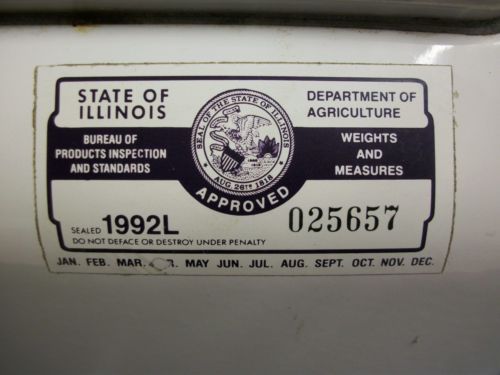 STATE OF
ILLINOIS
BUREAU OF
PRODUCTS INSPECTION
AND STANDARDS
SEAL OF THE STATE OF ILLINOIS
AUG. 26TH 1818
APPROVED
DEPARTMENT OF
AGRICULTURE
WEIGHTS
AND
MEASURES
SEALED 1992L
025657
DO NOT DEFACE OR DESTROY UNDER PENALTY
JAN. FEB. MAR. MAY JUN. JUL. AUG. SEPT. OCT. NOV. DEC.